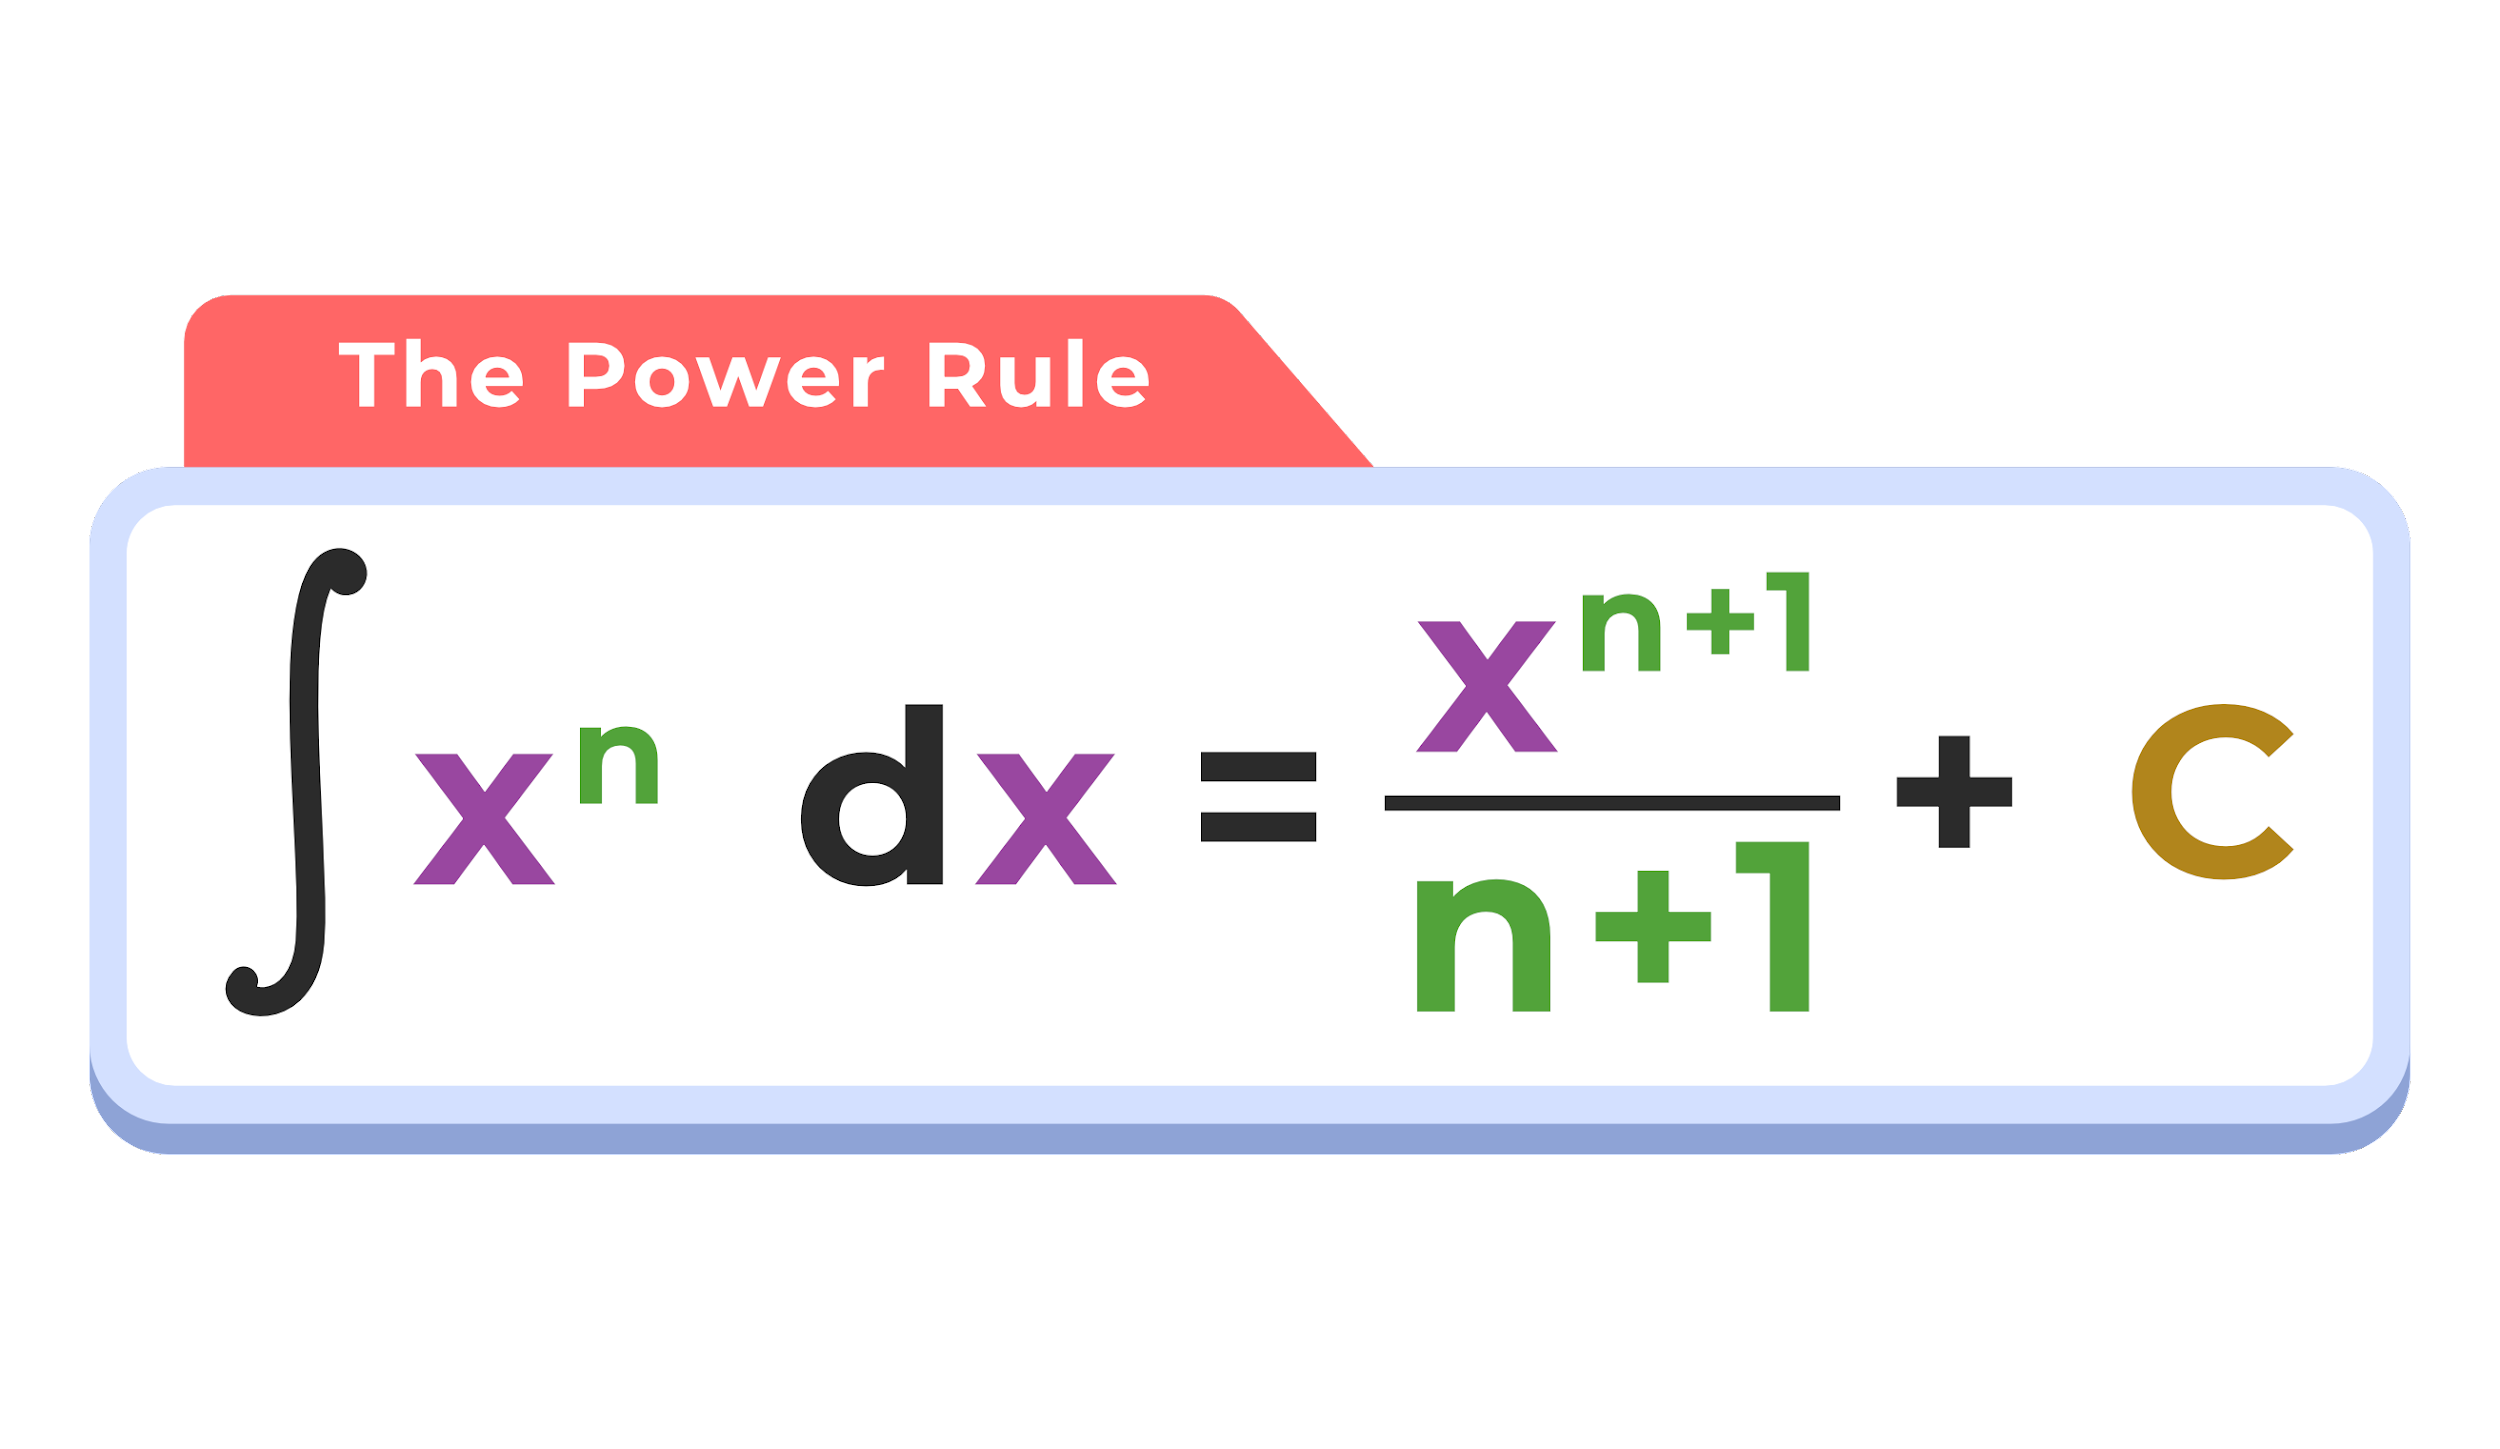 The Power Rule
∫ xⁿ dx = xⁿ⁺¹/n+1 + C